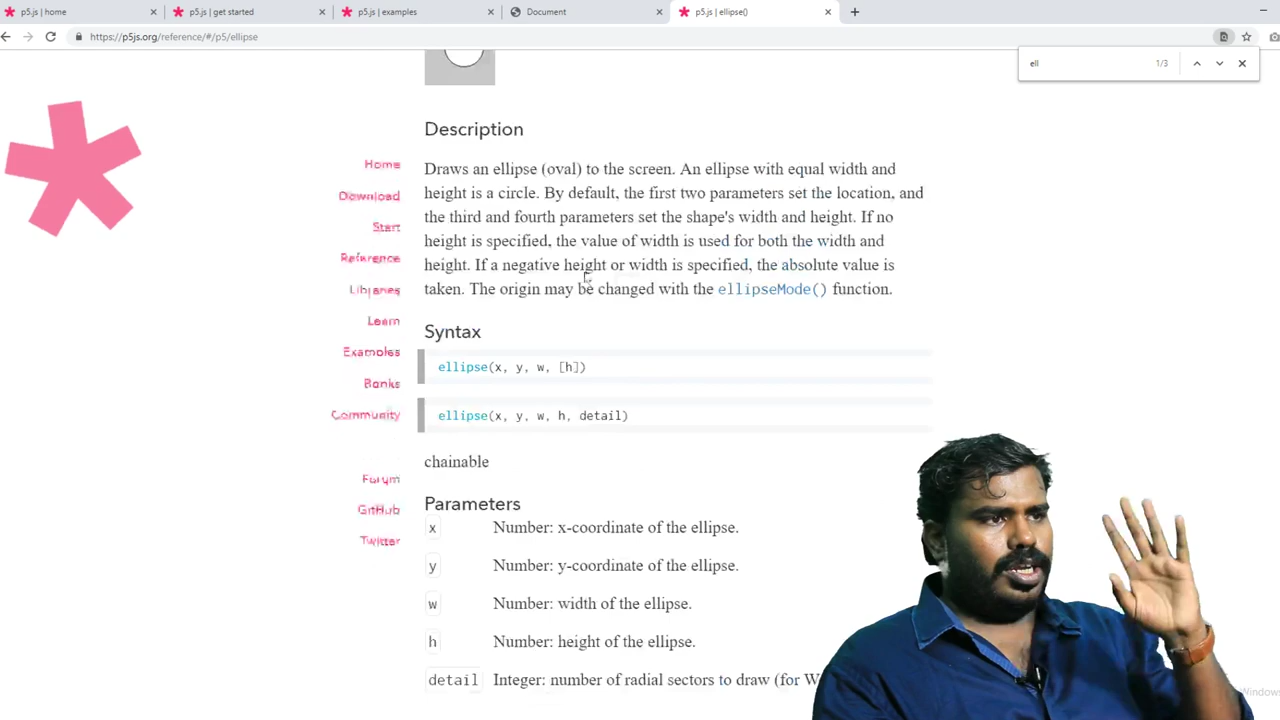 p5.js | home
p5.js | get started
p5.js | examples
Document
p5.js | ellipse()
https://p5js.org/reference/#/p5/ellipse
ell
1/3
Description
Draws an ellipse (oval) to the screen. An ellipse with equal width and
height is a circle. By default, the first two parameters set the location, and
the third and fourth parameters set the shape's width and height. If no
height is specified, the value of width is used for both the width and
height. If a negative height or width is specified, the absolute value is
taken. The origin may be changed with the ellipseMode() function.
Home
Download
Start
Reference
Libraries
Learn
Examples
Books
Community
Forum
GitHub
Twitter
Syntax
ellipse(x, y, w, [h])
ellipse(x, y, w, h, detail)
chainable
Parameters
x Number: x-coordinate of the ellipse.
y Number: y-coordinate of the ellipse.
w Number: width of the ellipse.
h Number: height of the ellipse.
detail Integer: number of radial sectors to draw (for W
Windows